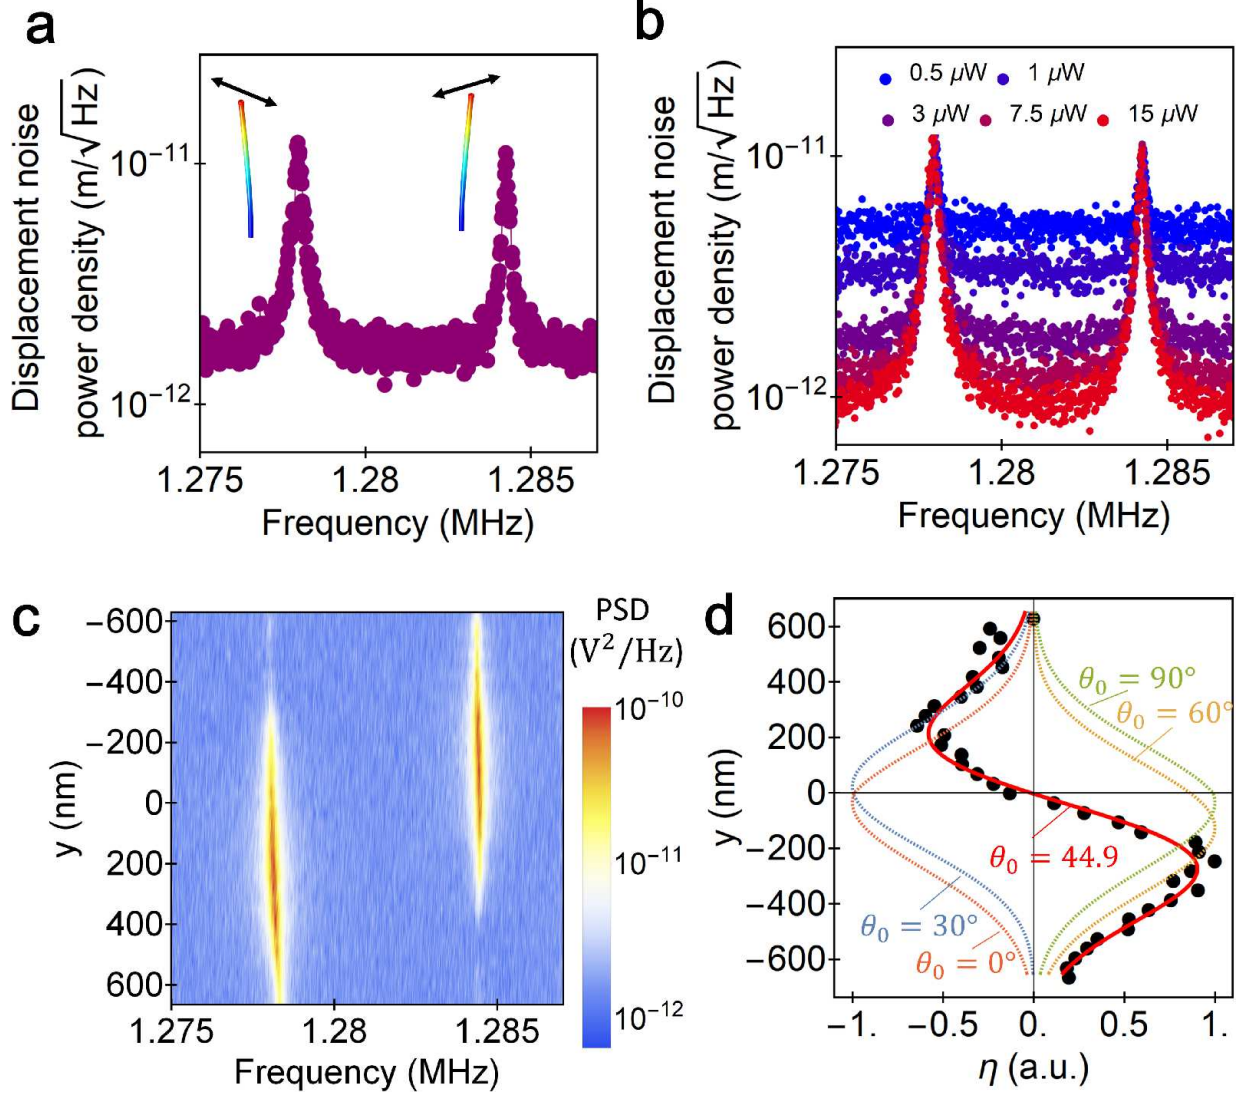 a
Displacement noise
power density (m/√Hz)
10⁻¹¹
10⁻¹²
1.275 1.28 1.285
Frequency (MHz)
b
Displacement noise
power density (m/√Hz)
0.5 μW 1 μW
3 μW 7.5 μW 15 μW
10⁻¹¹
10⁻¹²
1.275 1.28 1.285
Frequency (MHz)
c
y (nm)
−600
−400
−200
0
200
400
600
1.275 1.28 1.285
Frequency (MHz)
PSD
(V²/Hz)
10⁻¹⁰
10⁻¹¹
10⁻¹²
d
y (nm)
600
400
200
0
−200
−400
−600
θ₀ = 90°
θ₀ = 60°
θ₀ = 44.9
θ₀ = 30°
θ₀ = 0°
−1. −0.5 0. 0.5 1.
η (a.u.)